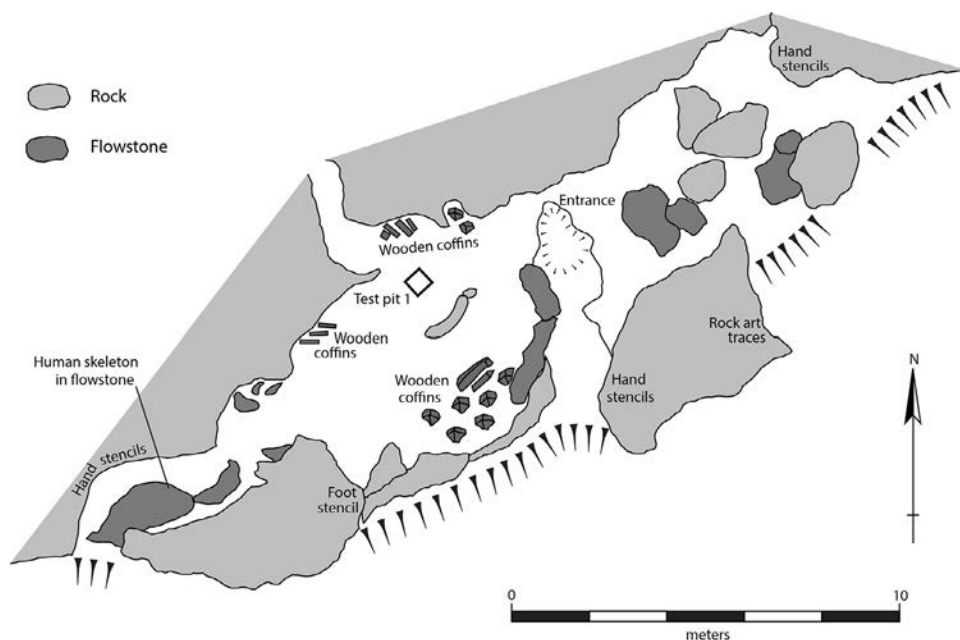 Rock
Flowstone
Hand
stencils
Entrance
Wooden coffins
Test pit 1
Rock art
traces
Wooden
coffins
Human skeleton
in flowstone
Wooden
coffins
Hand
stencils
Hand stencils
Foot
stencil
N
0
10
meters